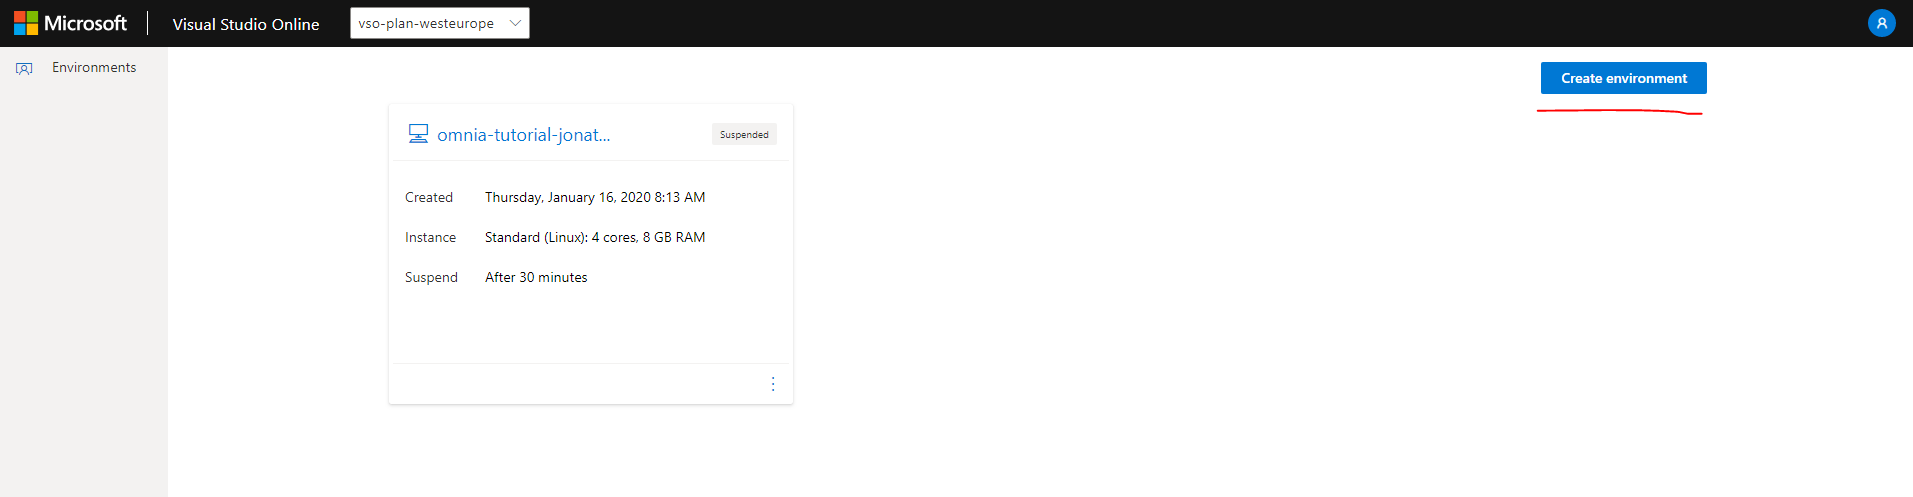 Microsoft Visual Studio Online vso-plan-westeurope
Environments
Create environment
omnia-tutorial-jonat... Suspended
Created Thursday, January 16, 2020 8:13 AM
Instance Standard (Linux): 4 cores, 8 GB RAM
Suspend After 30 minutes